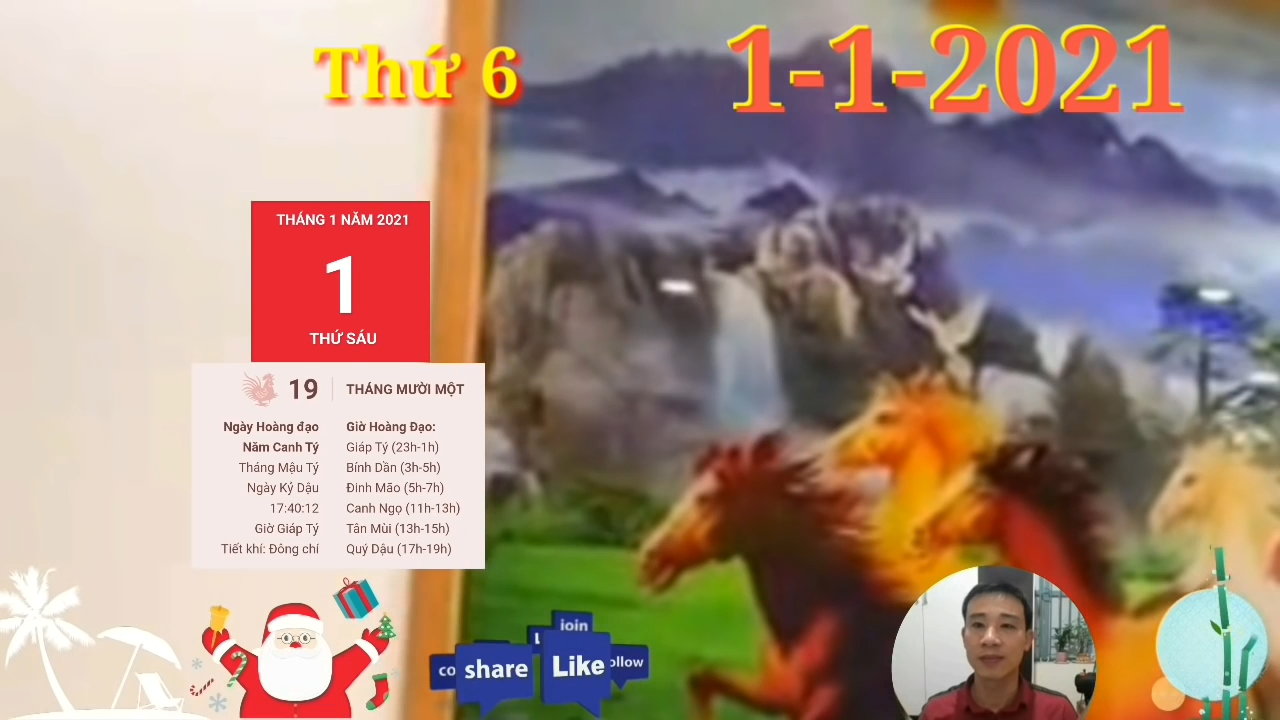 Thứ 6
1-1-2021
THÁNG 1 NĂM 2021
1
THỨ SÁU
19
THÁNG MƯỜI MỘT
Ngày Hoàng đạo
Năm Canh Tý
Tháng Mậu Tý
Ngày Kỷ Dậu
17:40:12
Giờ Giáp Tý
Tiết khí: Đông chí
Giờ Hoàng Đạo:
Giáp Tý (23h-1h)
Bính Dần (3h-5h)
Đinh Mão (5h-7h)
Canh Ngọ (11h-13h)
Tân Mùi (13h-15h)
Quý Dậu (17h-19h)
join
co share Like ollow